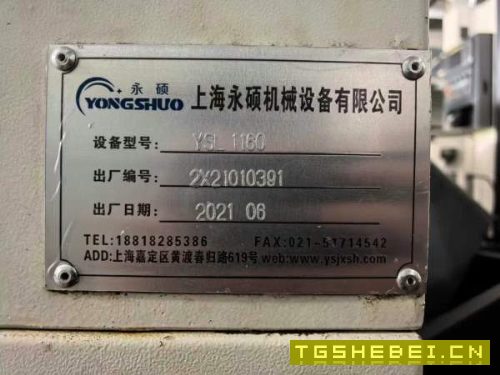 永硕
YONGSHUO
上海永硕机械设备有限公司
设备型号: YSL 1160
出厂编号: 2X21010391
出厂日期: 2021 06
TEL:18818285386 FAX:021-51714542
ADD:上海嘉定区黄渡春归路619号 web:www.ysjxsh.com
TGSHEBEI.CN